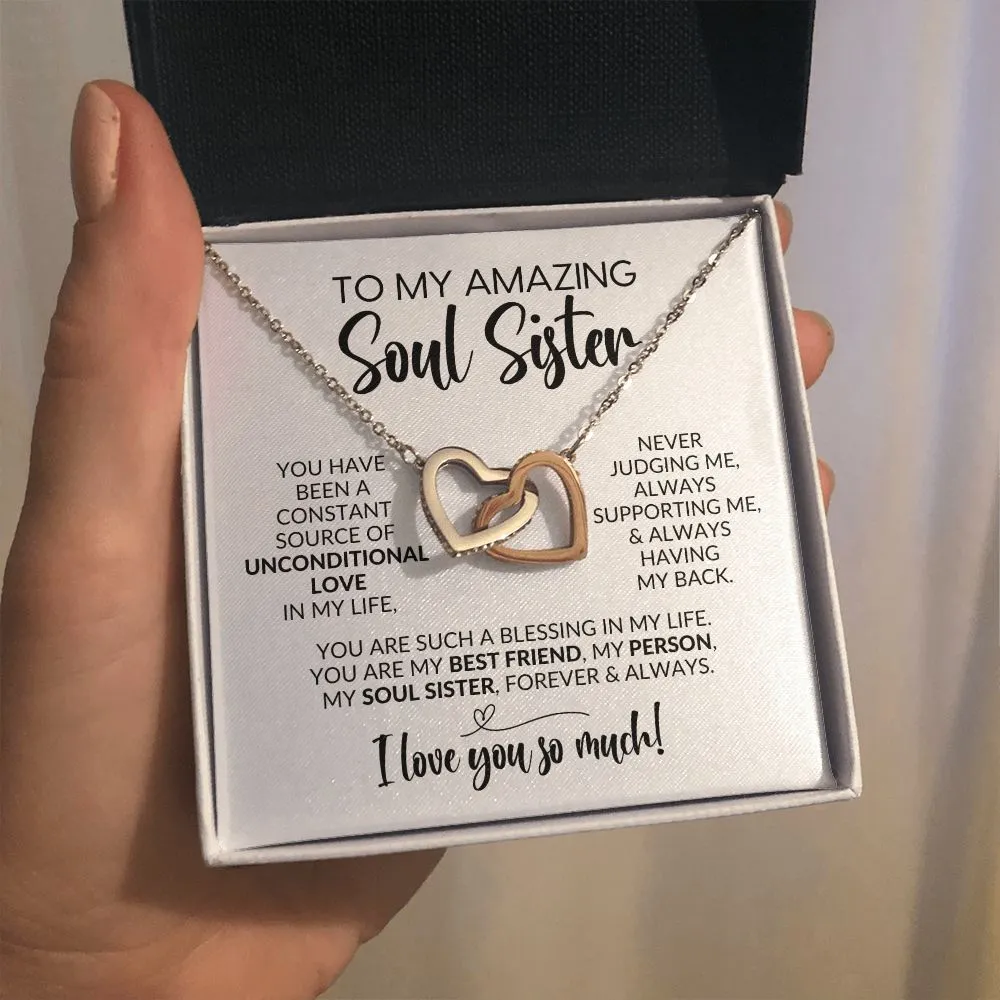 TO MY AMAZING
Soul Sister
YOU HAVE
BEEN A
CONSTANT
SOURCE OF
UNCONDITIONAL
LOVE
IN MY LIFE,
NEVER
JUDGING ME,
ALWAYS
SUPPORTING ME,
& ALWAYS
HAVING
MY BACK.
YOU ARE SUCH A BLESSING IN MY LIFE.
YOU ARE MY BEST FRIEND, MY PERSON,
MY SOUL SISTER, FOREVER & ALWAYS.
I love you so much!